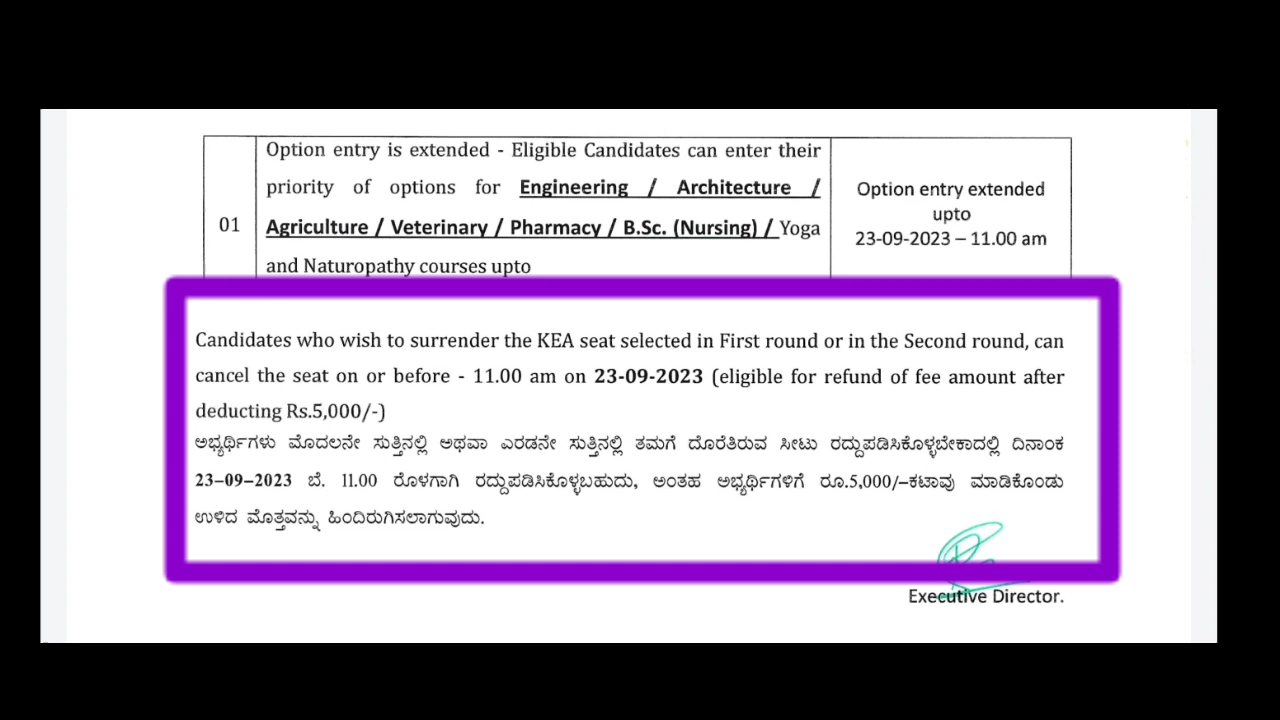 Option entry is extended - Eligible Candidates can enter their
priority of options for Engineering / Architecture /
01
Agriculture / Veterinary / Pharmacy / B.Sc. (Nursing) / Yoga
and Naturopathy courses upto
Option entry extended
upto
23-09-2023 – 11.00 am
Candidates who wish to surrender the KEA seat selected in First round or in the Second round, can
cancel the seat on or before - 11.00 am on 23-09-2023 (eligible for refund of fee amount after
deducting Rs.5,000/-)
ಅಭ್ಯರ್ಥಿಗಳು ಮೊದಲನೇ ಸುತ್ತಿನಲ್ಲಿ ಅಥವಾ ಎರಡನೇ ಸುತ್ತಿನಲ್ಲಿ ತಮಗೆ ದೊರೆತಿರುವ ಸೀಟು ರದ್ದುಪಡಿಸಿಕೊಳ್ಳಬೇಕಾದಲ್ಲಿ ದಿನಾಂಕ
23–09–2023 ಬೆ. 11.00 ರೊಳಗಾಗಿ ರದ್ದುಪಡಿಸಿಕೊಳ್ಳಬಹುದು, ಅಂತಹ ಅಭ್ಯರ್ಥಿಗಳಿಗೆ ರೂ.5,000/–ಕಟಾವು ಮಾಡಿಕೊಂಡು
ಉಳಿದ ಮೊತ್ತವನ್ನು ಹಿಂದಿರುಗಿಸಲಾಗುವುದು.
Executive Director.